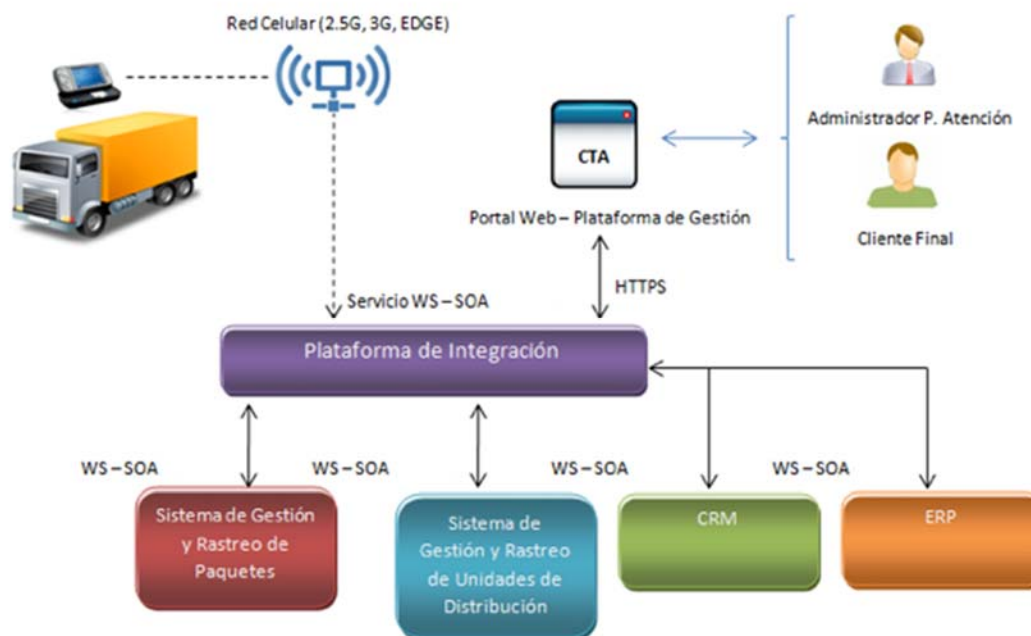 Red Celular (2.5G, 3G, EDGE)
CTA
Administrador P. Atención
Portal Web – Plataforma de Gestión
Cliente Final
HTTPS
Servicio WS – SOA
Plataforma de Integración
WS – SOA
WS – SOA
WS – SOA
WS – SOA
Sistema de Gestión
y Rastreo de
Paquetes
Sistema de
Gestión y Rastreo
de Unidades de
Distribución
CRM
ERP